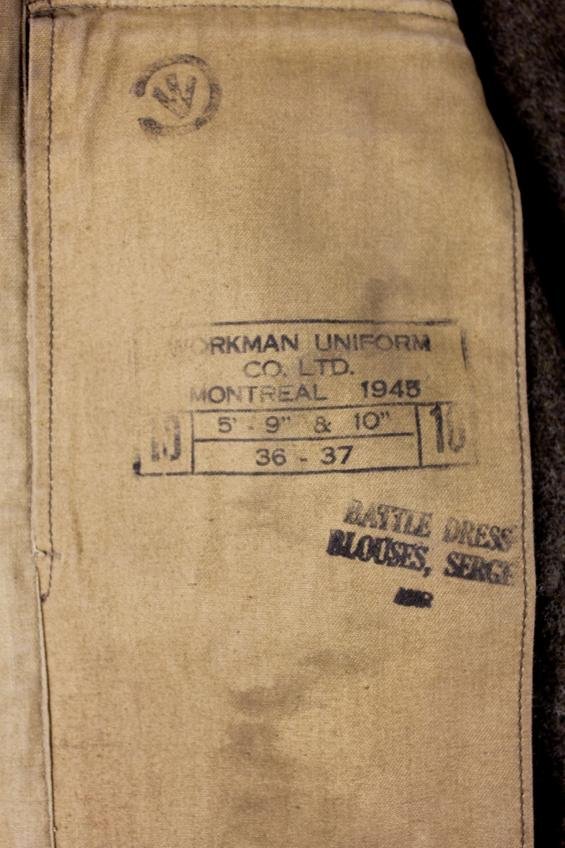 WORKMAN UNIFORM
CO. LTD.
MONTREAL 1945
10 5' - 9" & 10" 10
36 - 37
BATTLE DRESS
BLOUSES, SERGE